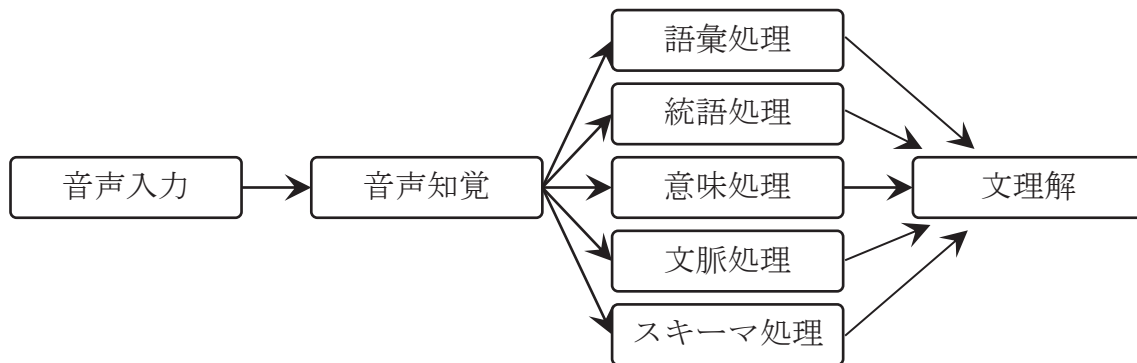 音声入力
音声知覚
語彙処理
統語処理
意味処理
文脈処理
スキーマ処理
文理解